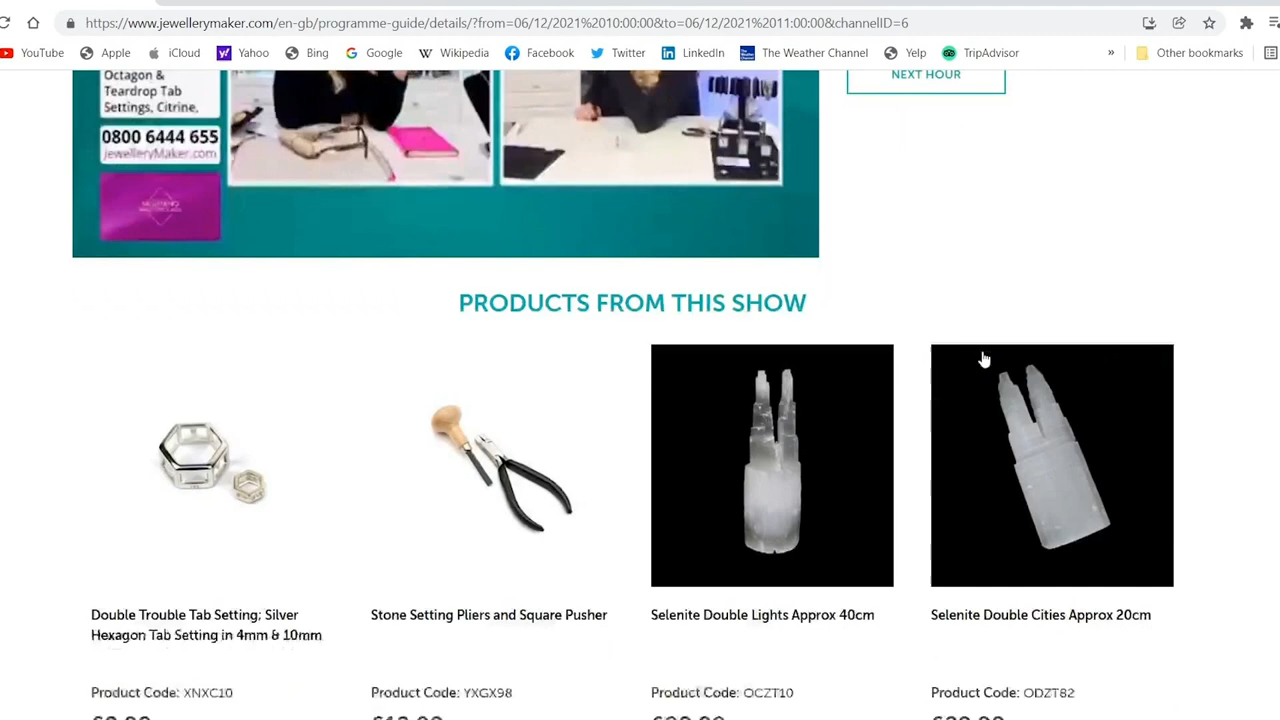 https://www.jewellerymaker.com/en-gb/programme-guide/details/?from=06/12/2021%2010:00:00&to=06/12/2021%2011:00:00&channelID=6
YouTube Apple iCloud Yahoo Bing Google Wikipedia Facebook Twitter LinkedIn The Weather Channel Yelp TripAdvisor » Other bookmarks
NEXT HOUR
Octagon &
Teardrop Tab
Settings, Citrine,
0800 6444 655
jewelleryMaker.com
PRODUCTS FROM THIS SHOW
Double Trouble Tab Setting; Silver
Hexagon Tab Setting in 4mm & 10mm
Product Code: XNXC10
Stone Setting Pliers and Square Pusher
Product Code: YXGX98
Selenite Double Lights Approx 40cm
Product Code: OCZT10
Selenite Double Cities Approx 20cm
Product Code: ODZT82